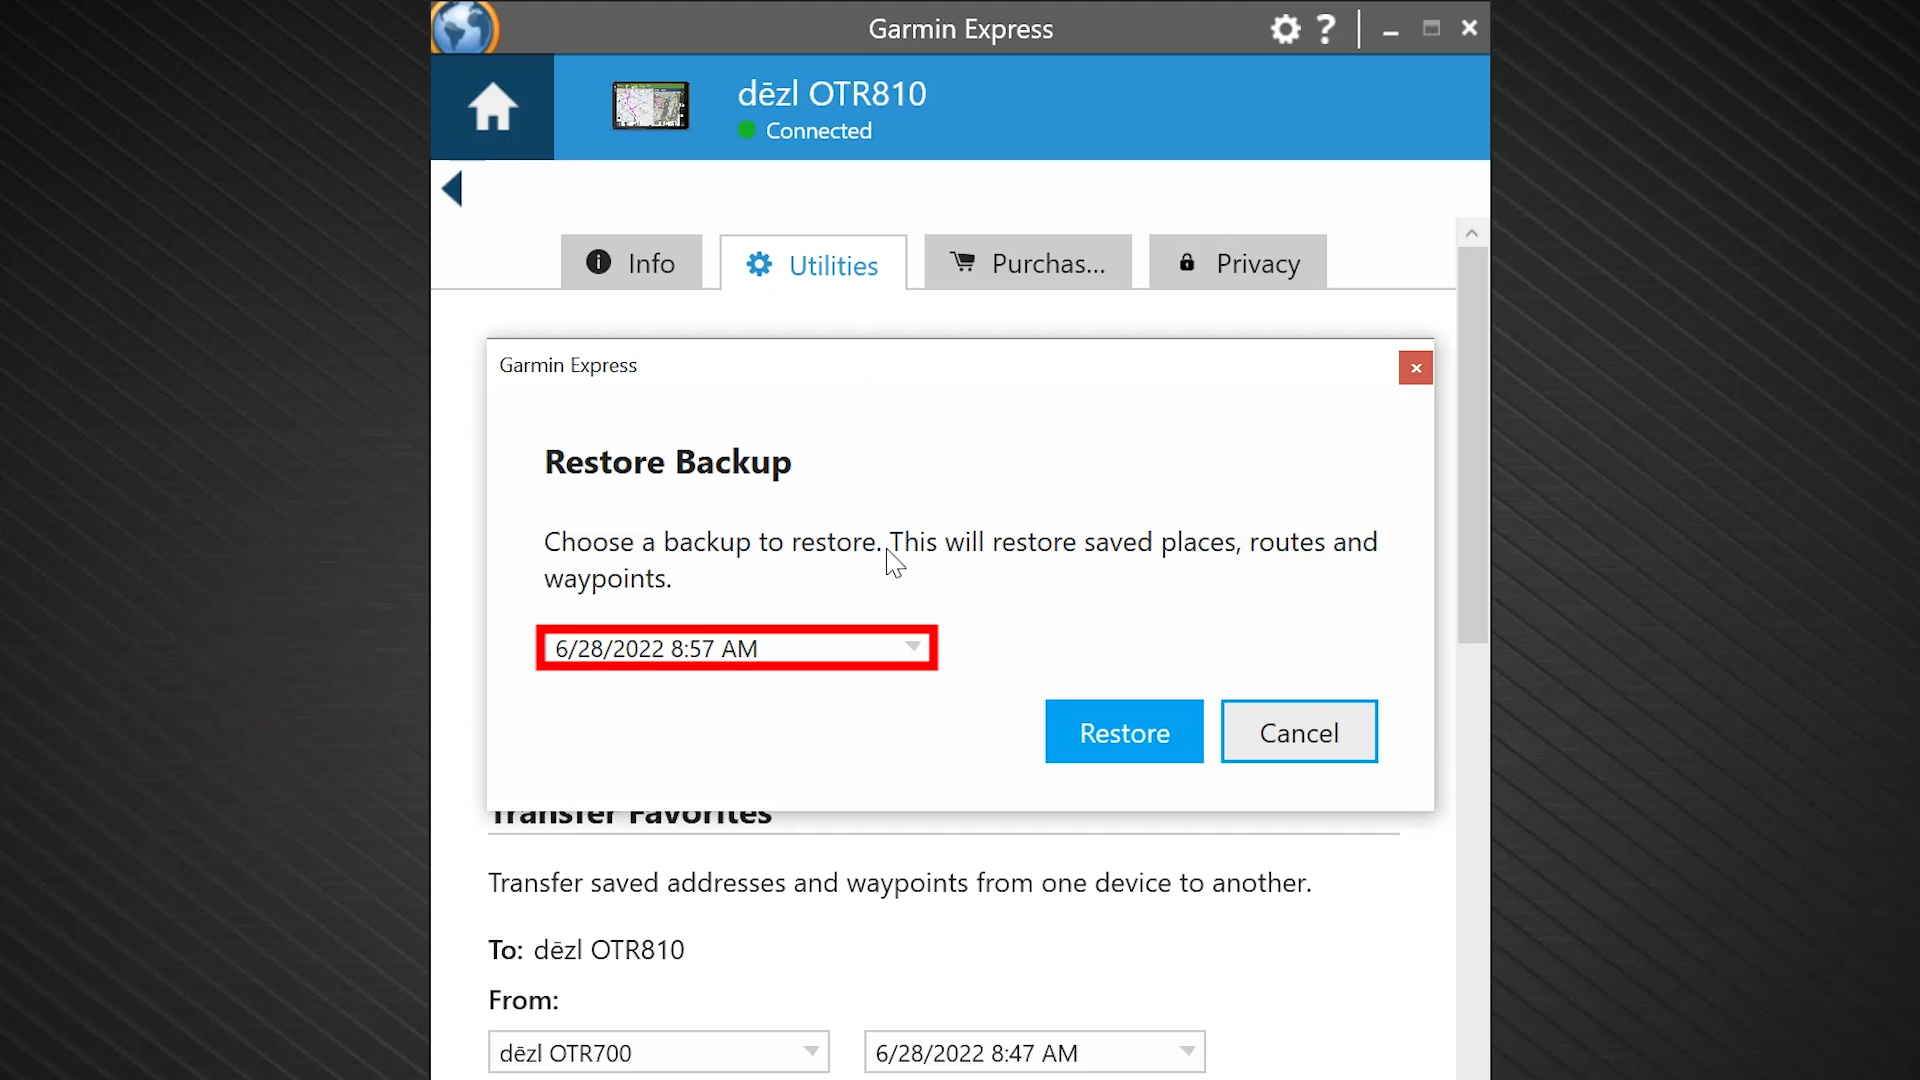 Garmin Express
?
dēzl OTR810
Connected
Info
Utilities
Purchas...
Privacy
Garmin Express
Restore Backup
Choose a backup to restore. This will restore saved places, routes and
waypoints.
6/28/2022 8:57 AM
Restore
Cancel
Transfer Favorites
Transfer saved addresses and waypoints from one device to another.
To: dēzl OTR810
From:
dēzl OTR700
6/28/2022 8:47 AM